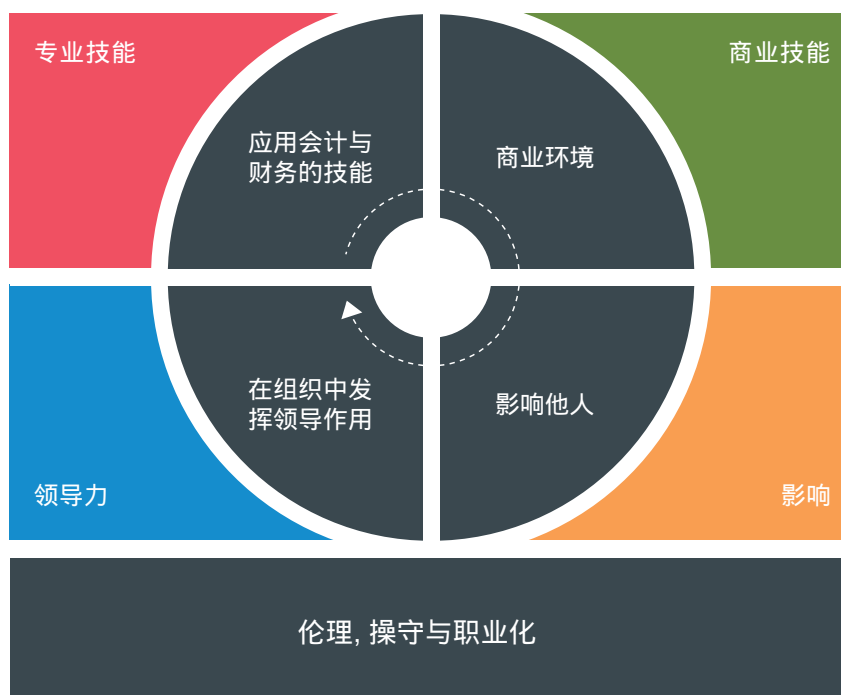 专业技能
商业技能
应用会计与
财务的技能
商业环境
在组织中发
挥领导作用
影响他人
领导力
影响
伦理, 操守与职业化